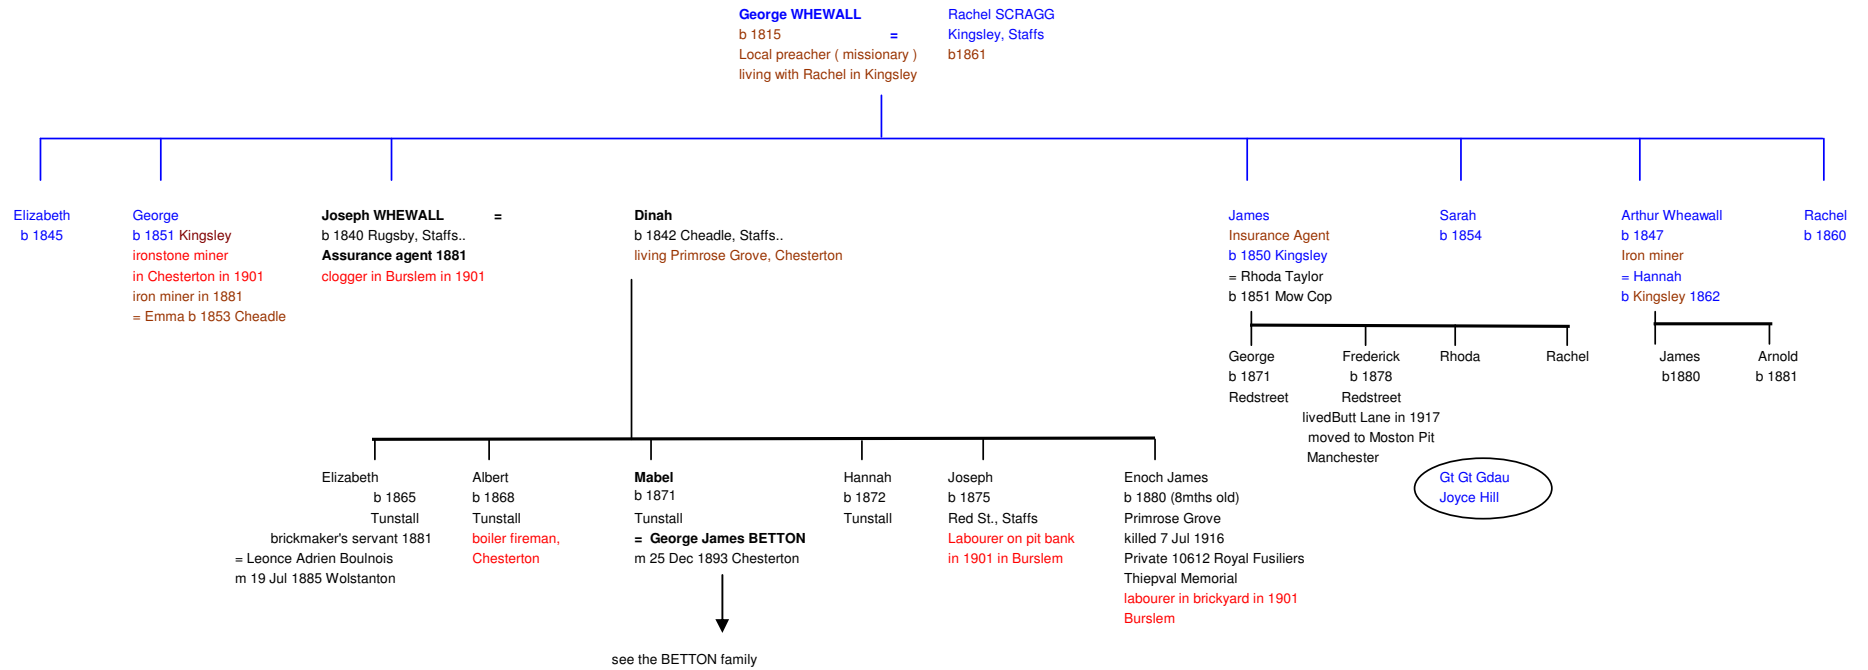 George WHEWALL
b 1815
Local preacher ( missionary )
living with Rachel in Kingsley
=
Rachel SCRAGG
Kingsley, Staffs
b1861
Elizabeth
b 1845
George
b 1851 Kingsley
ironstone miner
in Chesterton in 1901
iron miner in 1881
= Emma b 1853 Cheadle
Joseph WHEWALL =
b 1840 Rugsby, Staffs..
Assurance agent 1881
clogger in Burslem in 1901
Dinah
b 1842 Cheadle, Staffs..
living Primrose Grove, Chesterton
James
Insurance Agent
b 1850 Kingsley
= Rhoda Taylor
b 1851 Mow Cop
Sarah
b 1854
Arthur Wheawall
b 1847
Iron miner
= Hannah
b Kingsley 1862
Rachel
b 1860
George
b 1871
Redstreet
Frederick
b 1878
Redstreet
livedButt Lane in 1917
moved to Moston Pit
Manchester
Rhoda
Rachel
James
b1880
Arnold
b 1881
Elizabeth
b 1865
Tunstall
brickmaker's servant 1881
= Leonce Adrien Boulnois
m 19 Jul 1885 Wolstanton
Albert
b 1868
Tunstall
boiler fireman,
Chesterton
Mabel
b 1871
Tunstall
= George James BETTON
m 25 Dec 1893 Chesterton
Hannah
b 1872
Tunstall
Joseph
b 1875
Red St., Staffs
Labourer on pit bank
in 1901 in Burslem
Enoch James
b 1880 (8mths old)
Primrose Grove
killed 7 Jul 1916
Private 10612 Royal Fusiliers
Thiepval Memorial
labourer in brickyard in 1901
Burslem
Gt Gt Gdau
Joyce Hill
see the BETTON family